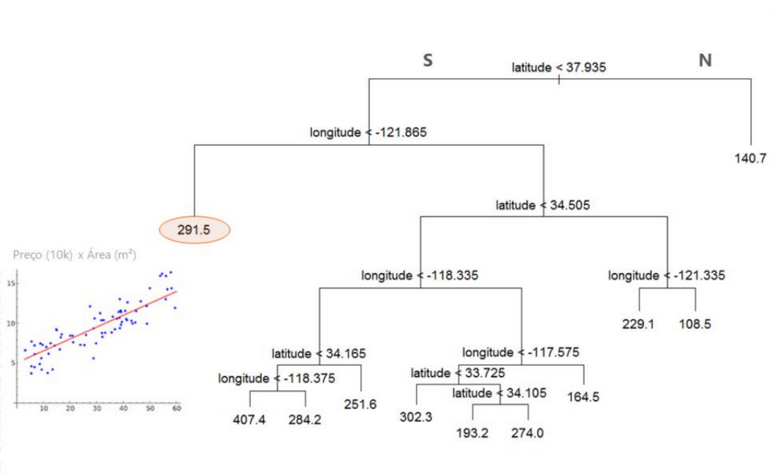 S
N
latitude < 37.935
longitude < -121.865
140.7
latitude < 34.505
291.5
Preço (10k) x Área (m²)
longitude < -118.335
longitude < -121.335
15
10
5
229.1
108.5
latitude < 34.165
longitude < -117.575
longitude < -118.375
latitude < 33.725
latitude < 34.105
251.6
164.5
407.4
284.2
302.3
193.2
274.0
10
20
30
40
50
60